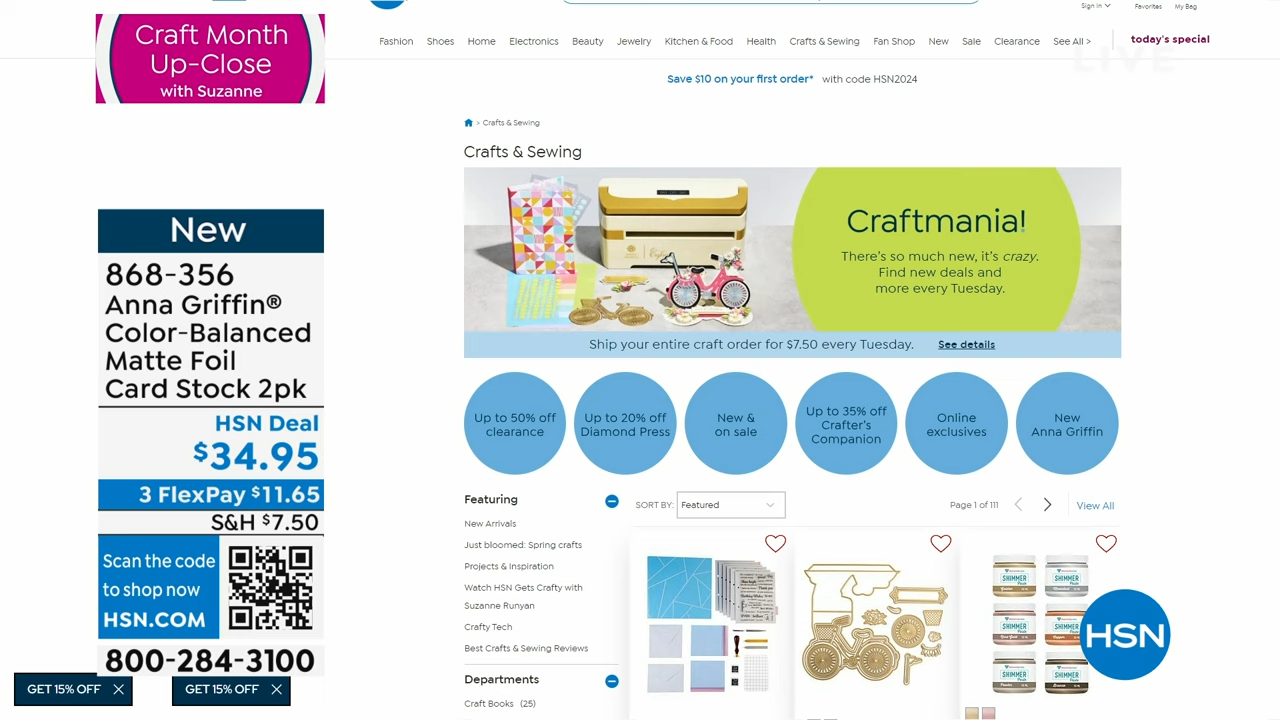 Craft Month
Up-Close
with Suzanne
Sign In
Favorites
My Bag
Fashion Shoes Home Electronics Beauty Jewelry Kitchen & Food Health Crafts & Sewing Fan Shop New Sale Clearance See All >
today's special
LIVE
Save $10 on your first order* with code HSN2024
> Crafts & Sewing
Crafts & Sewing
Craftmania!
There's so much new, it's crazy.
Find new deals and
more every Tuesday.
Ship your entire craft order for $7.50 every Tuesday. See details
Up to 50% off
clearance
Up to 20% off
Diamond Press
New &
on sale
Up to 35% off
Crafter's
Companion
Online
exclusives
New
Anna Griffin
New
868-356
Anna Griffin®
Color-Balanced
Matte Foil
Card Stock 2pk
HSN Deal
$34.95
3 FlexPay $11.65
S&H $7.50
Scan the code
to shop now
HSN.COM
800-284-3100
GET 15% OFF
GET 15% OFF
Featuring
New Arrivals
Just bloomed: Spring crafts
Projects & Inspiration
Watch HSN Gets Crafty with
Suzanne Runyan
Crafty Tech
Best Crafts & Sewing Reviews
Departments
Craft Books (25)
SORT BY: Featured
Page 1 of 111
View All
SHIMMER
SHIMMER
SHIMMER
SHIMMER
SHIMMER
SHIMMER
HSN